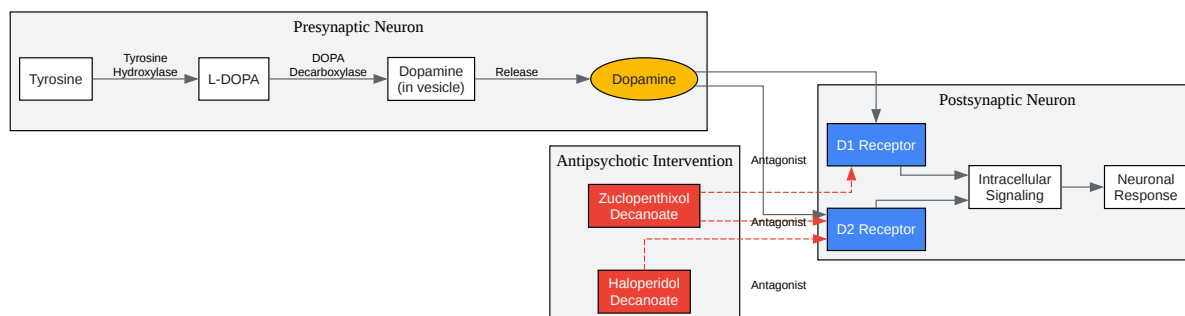 Presynaptic Neuron
Tyrosine
Tyrosine
Hydroxylase
L-DOPA
DOPA
Decarboxylase
Dopamine
(in vesicle)
Release
Dopamine
Postsynaptic Neuron
D1 Receptor
D2 Receptor
Intracellular
Signaling
Neuronal
Response
Antipsychotic Intervention
Zuclopenthixol
Decanoate
Haloperidol
Decanoate
Antagonist
Antagonist
Antagonist